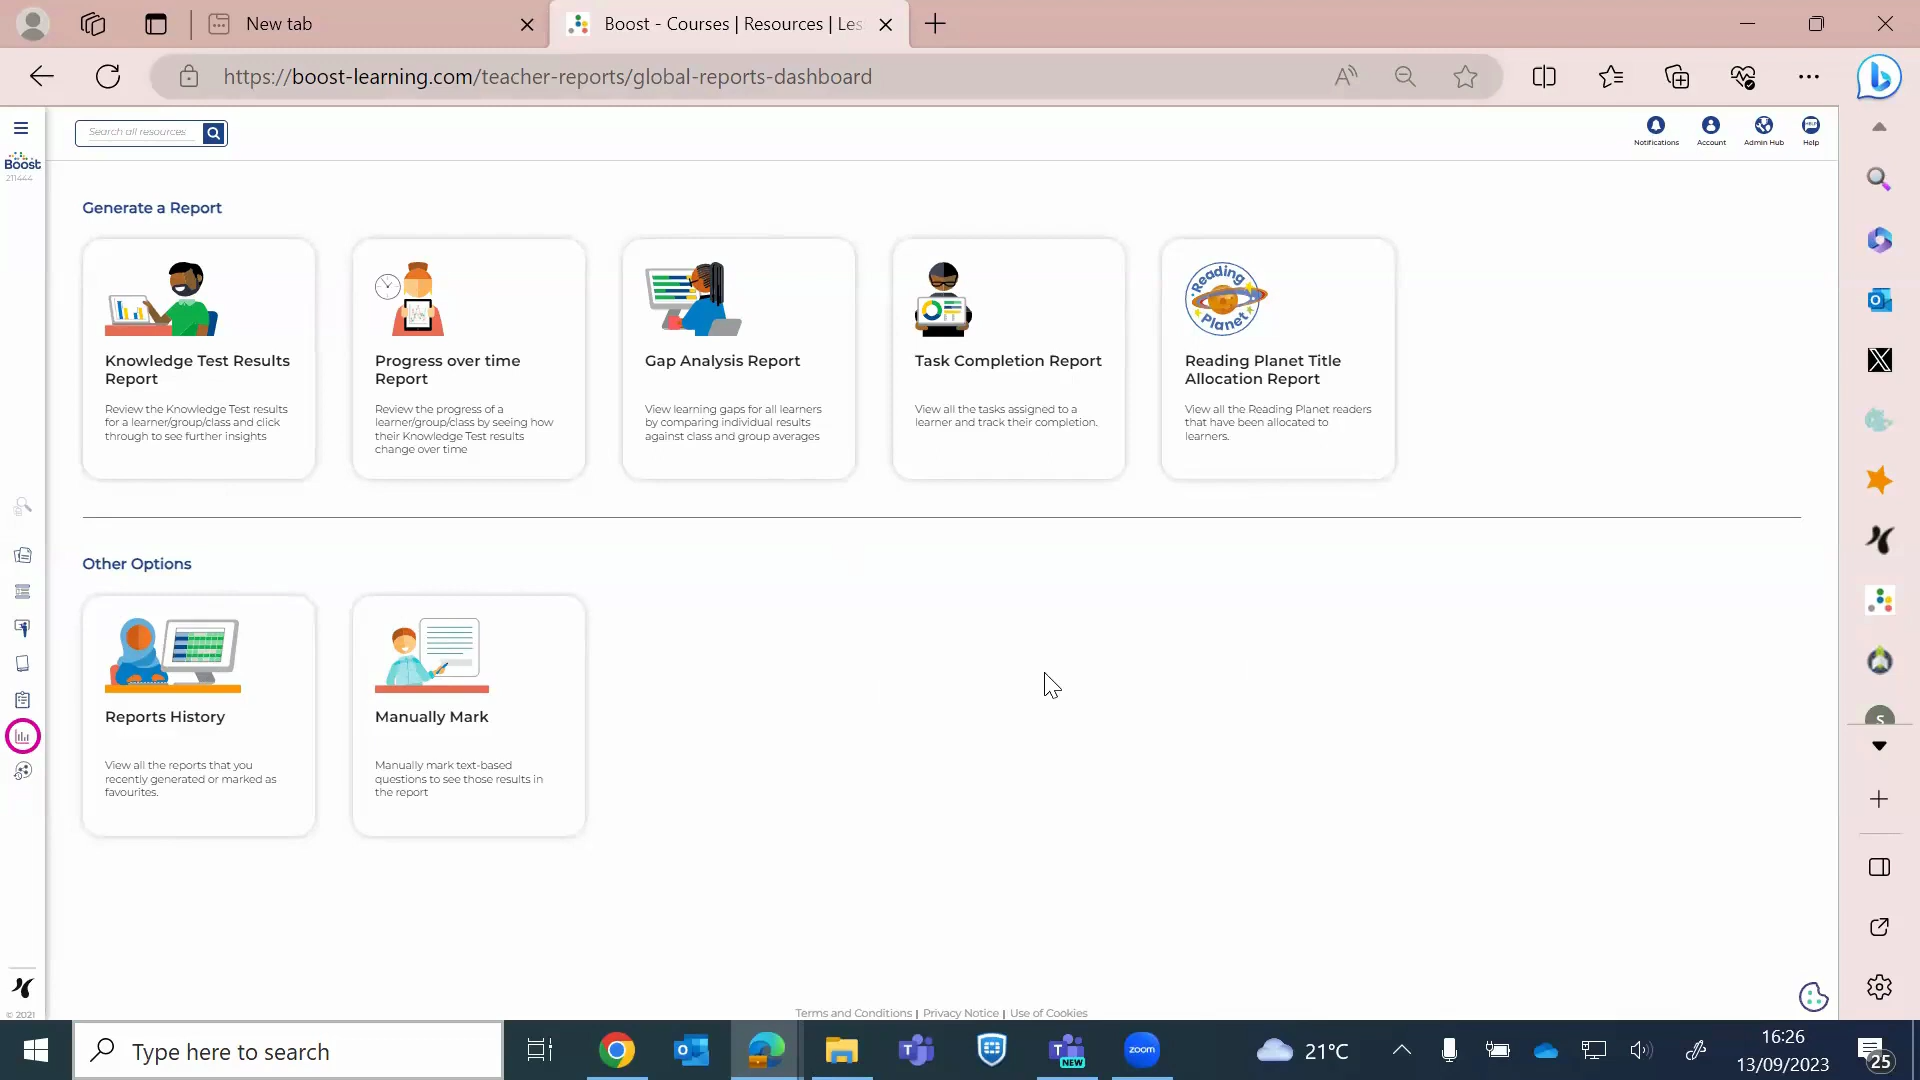 New tab
Boost - Courses | Resources | Les
https://boost-learning.com/teacher-reports/global-reports-dashboard
Search all resources
Notifications
Account
Admin Hub
HELP
Help
Boost
211444
Generate a Report
Reading Planet
Knowledge Test Results
Report
Review the Knowledge Test results
for a learner/group/class and click
through to see further insights
Progress over time
Report
Review the progress of a
learner/group/class by seeing how
their Knowledge Test results
change over time
Gap Analysis Report
View learning gaps for all learners
by comparing individual results
against class and group averages
Task Completion Report
View all the tasks assigned to a
learner and track their completion.
Reading Planet Title
Allocation Report
View all the Reading Planet readers
that have been allocated to
learners.
Other Options
Reports History
View all the reports that you
recently generated or marked as
favourites.
Manually Mark
Manually mark text-based
questions to see those results in
the report
S
© 2021
Terms and Conditions | Privacy Notice | Use of Cookies
Type here to search
NEW
zoom
21°C
16:26
13/09/2023
25